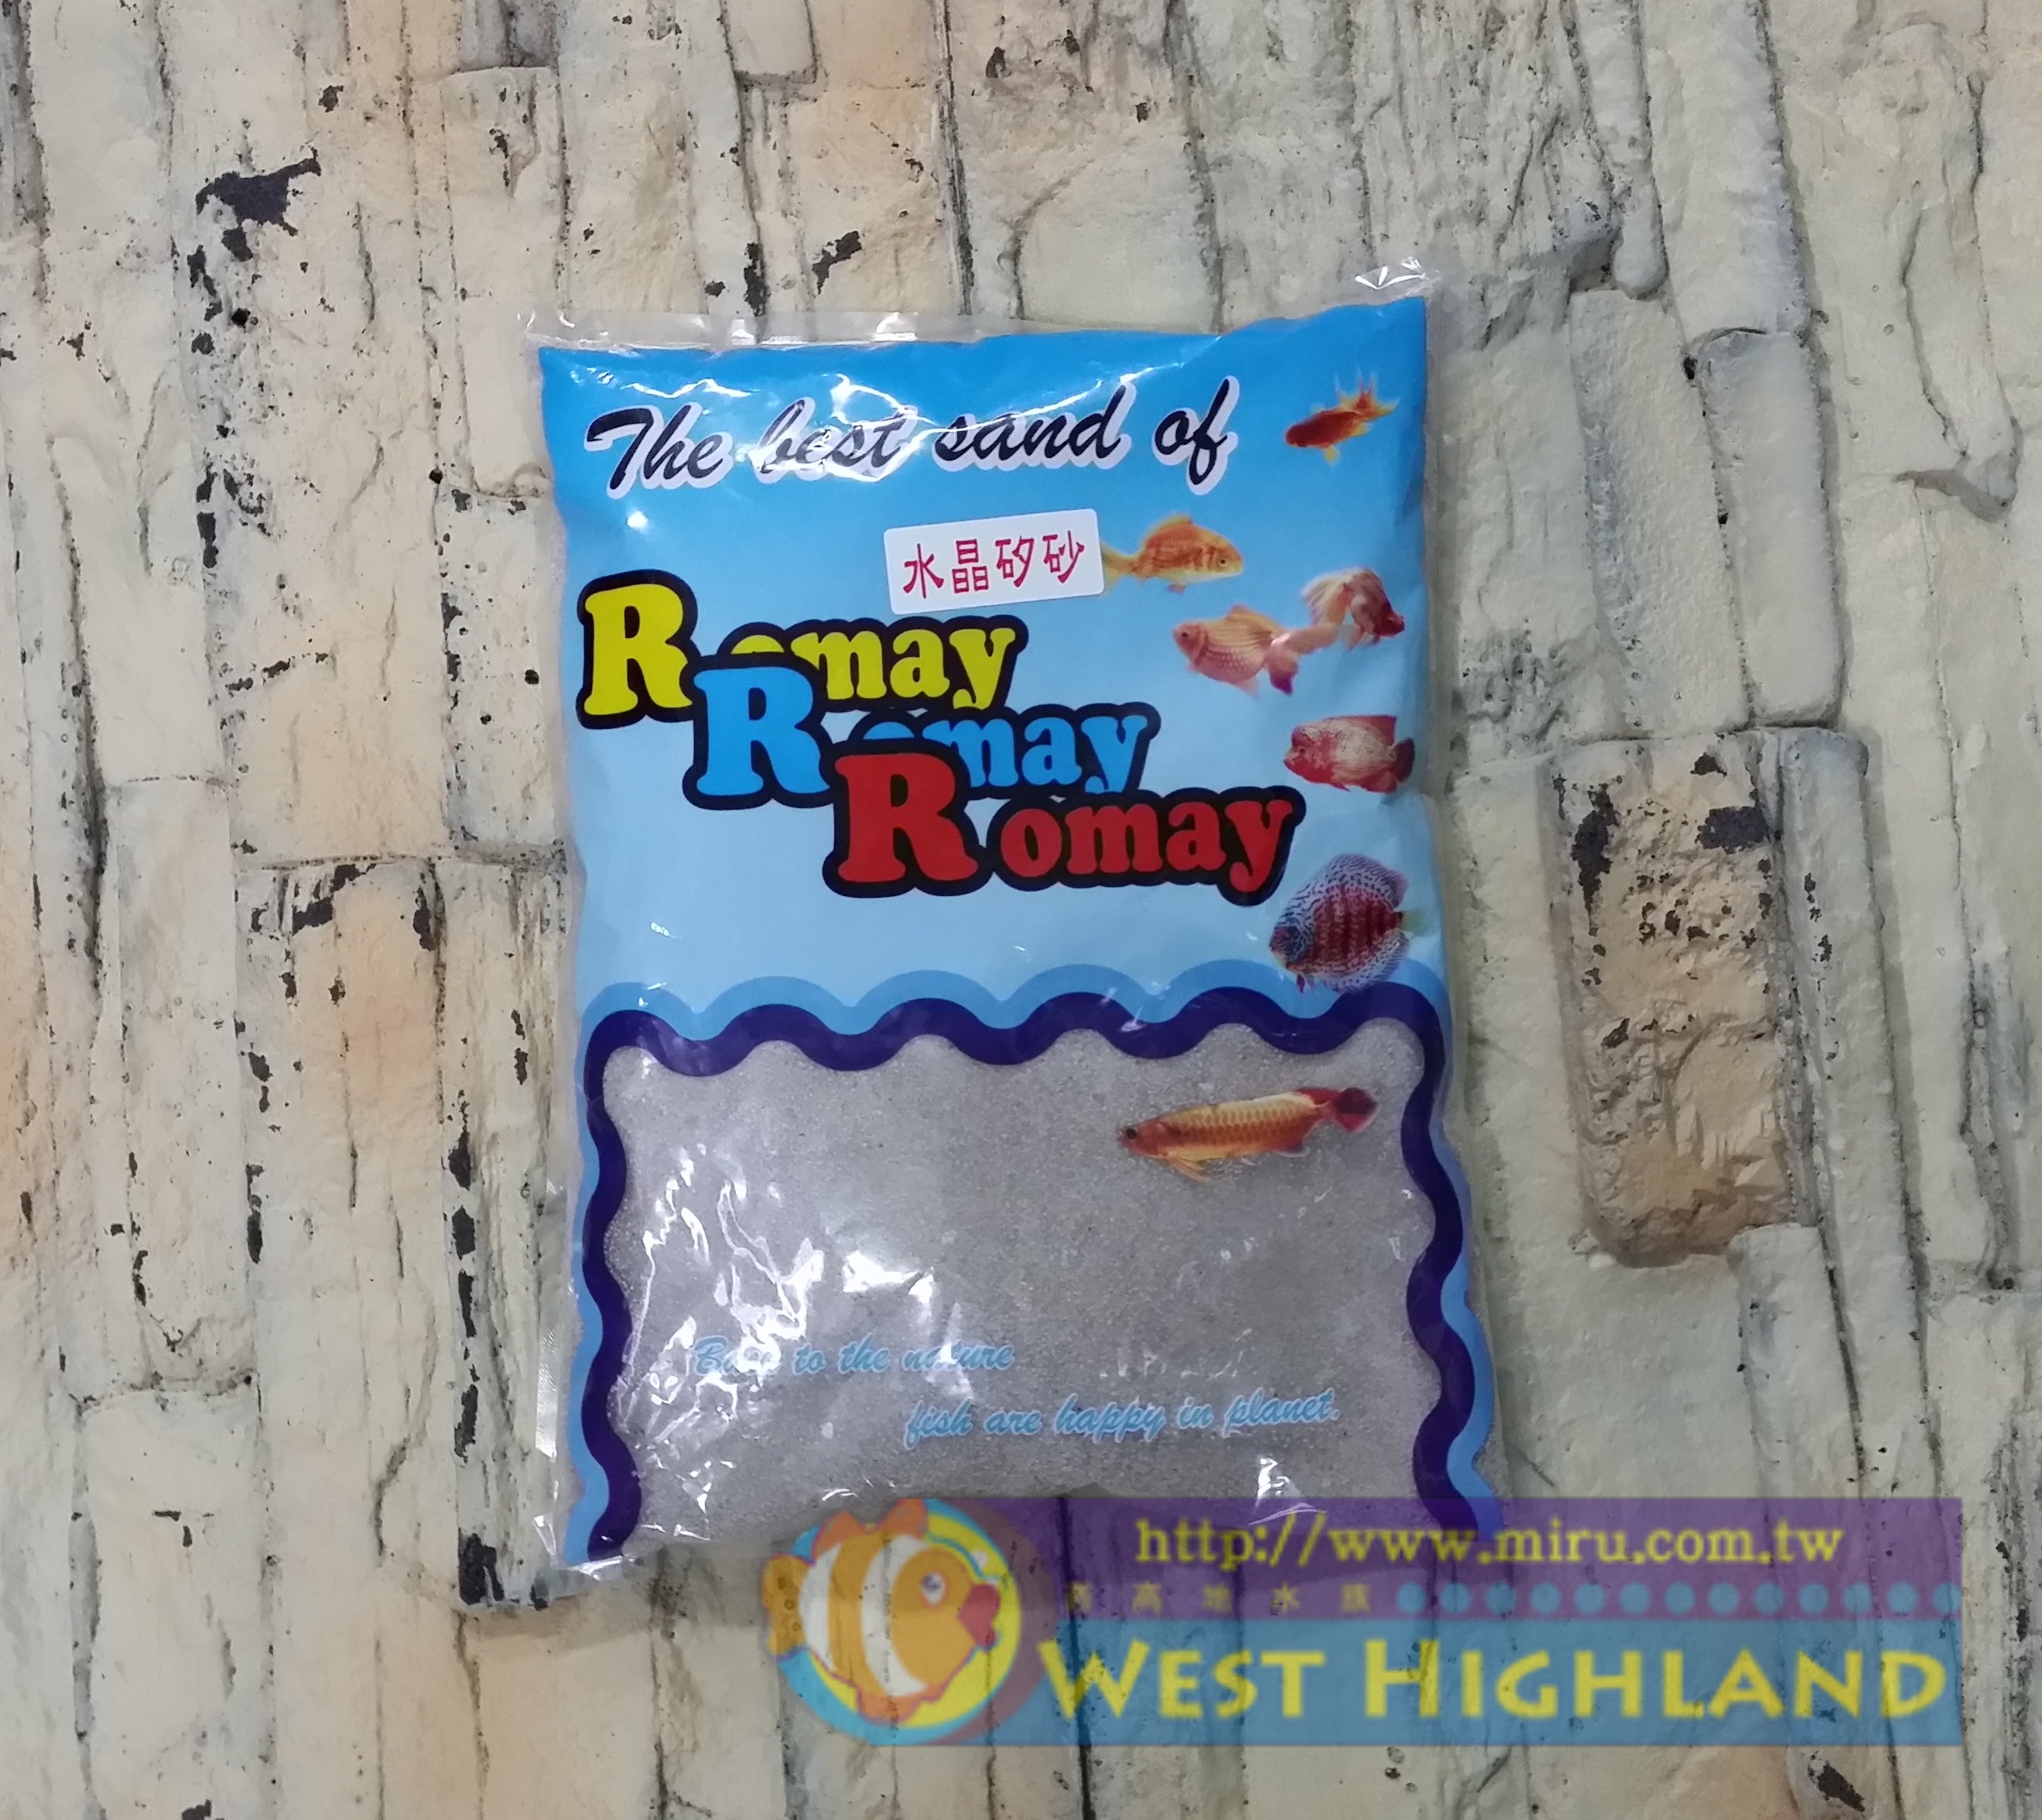 The best sand of
水晶矽砂
Romay
Romay
Romay
Back to the nature
fish are happy in planet.
http://www.miru.com.tw
西高地水族
WEST HIGHLAND